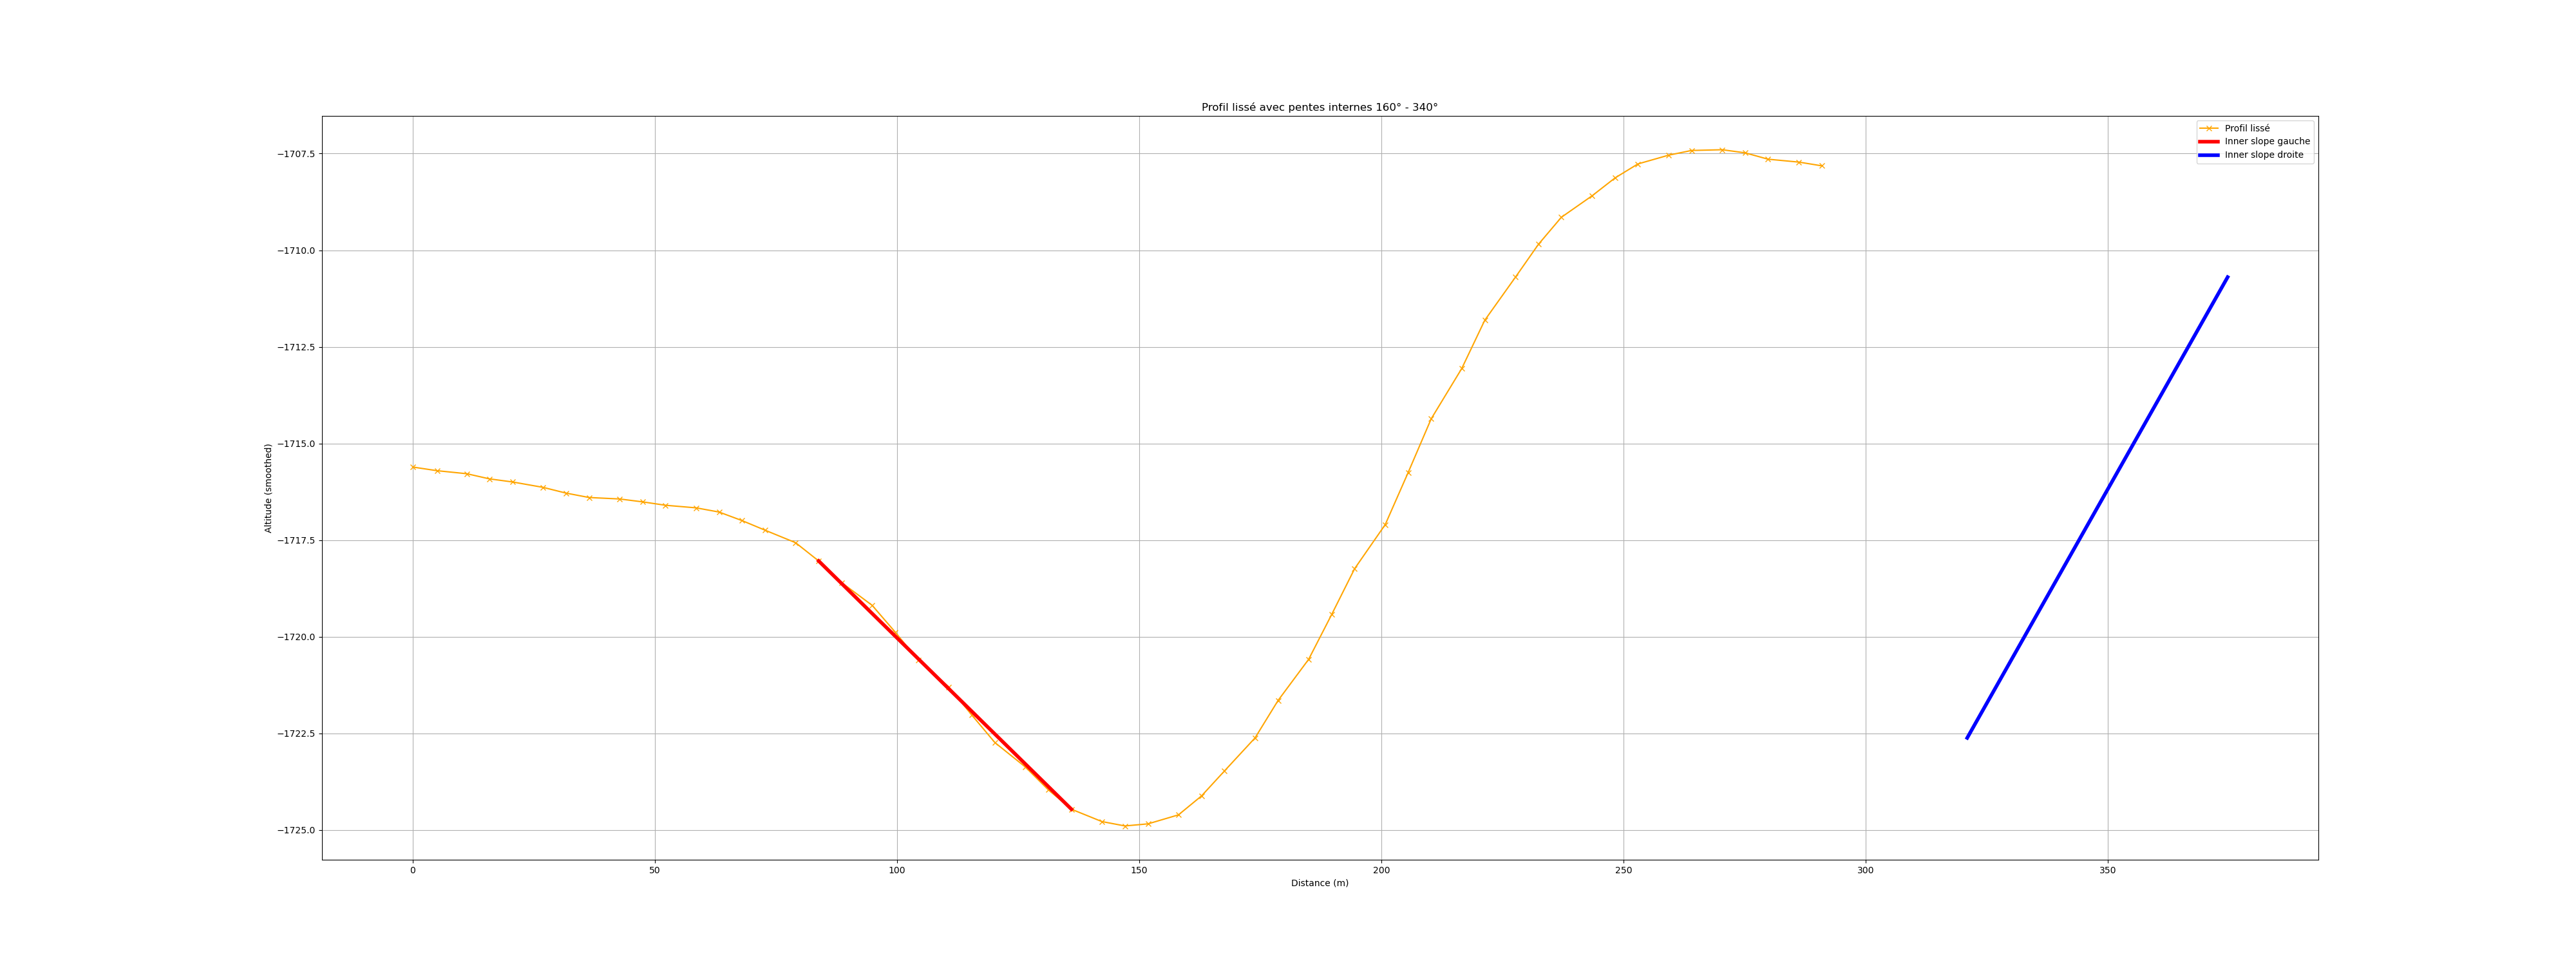 Profil lissé avec pentes internes 160° - 340°
Profil lissé
Inner slope gauche
Inner slope droite
Altitude (smoothed)
−1707.5
−1710.0
−1712.5
−1715.0
−1717.5
−1720.0
−1722.5
−1725.0
0
50
100
150
200
250
300
350
Distance (m)